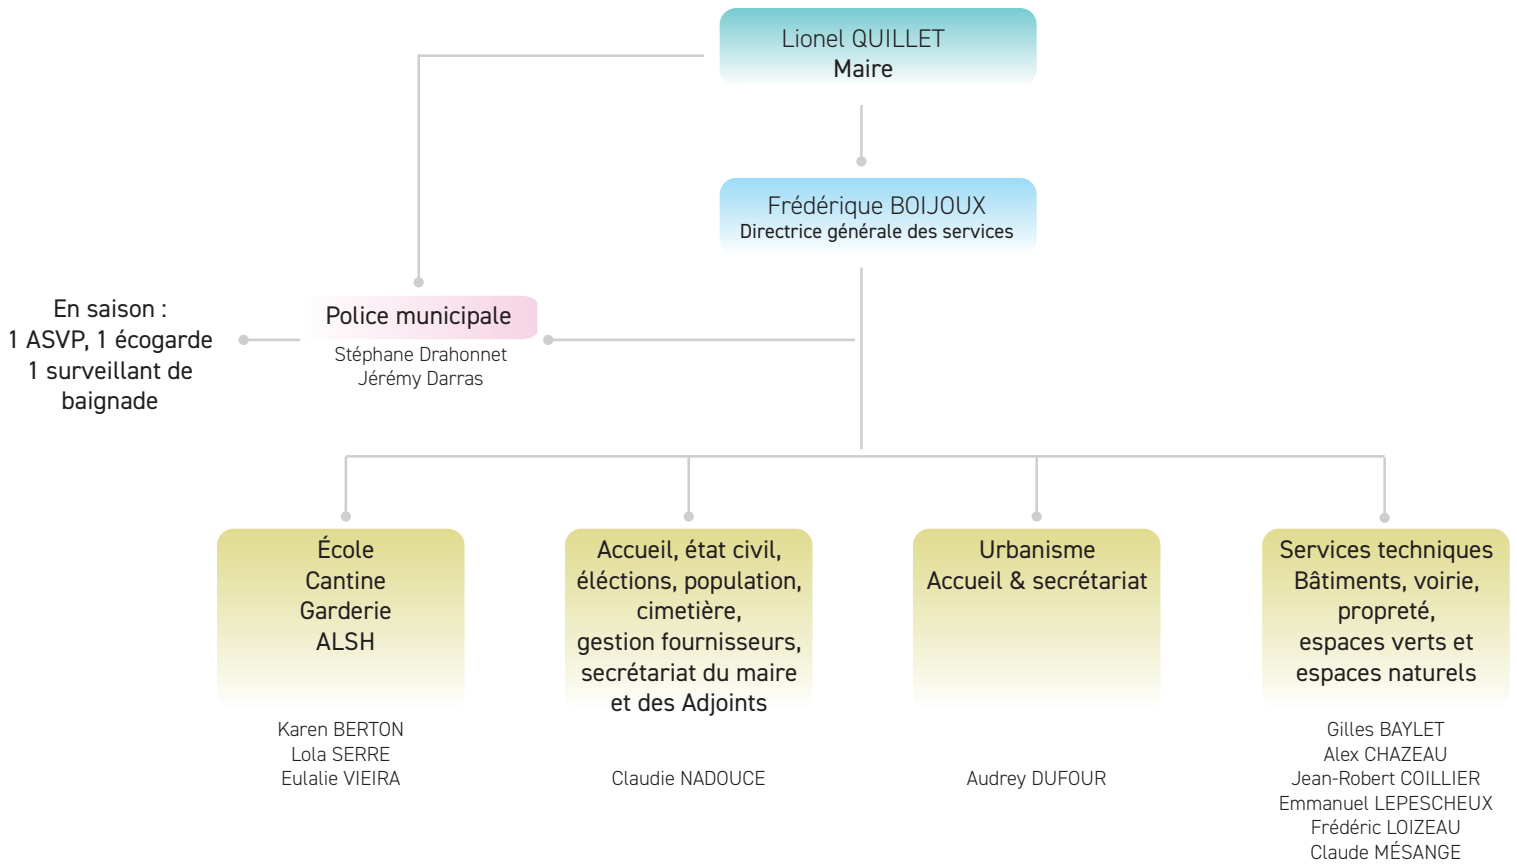 Lionel QUILLET
Maire
Frédérique BOIJOUX
Directrice générale des services
En saison :
1 ASVP, 1 écogarde
1 surveillant de
baignade
Police municipale
Stéphane Drahonnet
Jérémy Darras
École
Cantine
Garderie
ALSH
Karen BERTON
Lola SERRE
Eulalie VIEIRA
Accueil, état civil,
éléctions, population,
cimetière,
gestion fournisseurs,
secrétariat du maire
et des Adjoints
Claudie NADOUCE
Urbanisme
Accueil & secrétariat
Audrey DUFOUR
Services techniques
Bâtiments, voirie,
propreté,
espaces verts et
espaces naturels
Gilles BAYLET
Alex CHAZEAU
Jean-Robert COILLIER
Emmanuel LEPESCHEUX
Frédéric LOIZEAU
Claude MÉSANGE